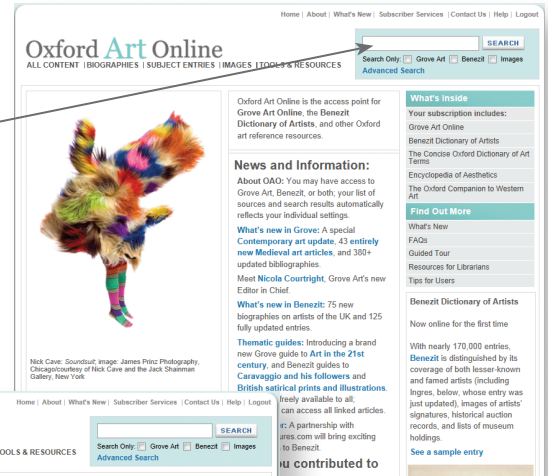 Home | About | What's New | Subscriber Services | Contact Us | Help | Logout
Oxford Art Online
ALL CONTENT | BIOGRAPHIES | SUBJECT ENTRIES | IMAGES | TOOLS & RESOURCES
SEARCH
Search Only: Grove Art Benezit Images
Advanced Search
Nick Cave: Soundsuit; image: James Prinz Photography,
Chicago/courtesy of Nick Cave and the Jack Shainman
Gallery, New York
Oxford Art Online is the access point for
Grove Art Online, the Benezit
Dictionary of Artists, and other Oxford
art reference resources.
News and Information:
About OAO: You may have access to
Grove Art, Benezit, or both; your list of
sources and search results automatically
reflects your individual settings.
What's new in Grove: A special
Contemporary art update, 43 entirely
new Medieval art articles, and 380+
updated bibliographies.
Meet Nicola Courtright, Grove Art's new
Editor in Chief.
What's new in Benezit: 75 new
biographies on artists of the UK and 125
fully updated entries.
Thematic guides: Introducing a brand
new Grove guide to Art in the 21st
century, and Benezit guides to
Caravaggio and his followers and
British satirical prints and illustrations.
freely available to all;
can access all linked articles.
r: A partnership with
ures.com will bring exciting
to Benezit.
ou contributed to
What's Inside
Your subscription includes:
Grove Art Online
Benezit Dictionary of Artists
The Concise Oxford Dictionary of Art
Terms
Encyclopedia of Aesthetics
The Oxford Companion to Western
Art
Find Out More
What's New
FAQs
Guided Tour
Resources for Librarians
Tips for Users
Benezit Dictionary of Artists
Now online for the first time
With nearly 170,000 entries,
Benezit is distinguished by its
coverage of both lesser-known
and famed artists (including
Ingres, below, whose entry was
just updated), images of artists'
signatures, historical auction
records, and lists of museum
holdings.
See a sample entry
Home | About | What's New | Subscriber Services | Contact Us | Help | Logout
SEARCH
OOLS & RESOURCES
Search Only: Grove Art Benezit Images
Advanced Search